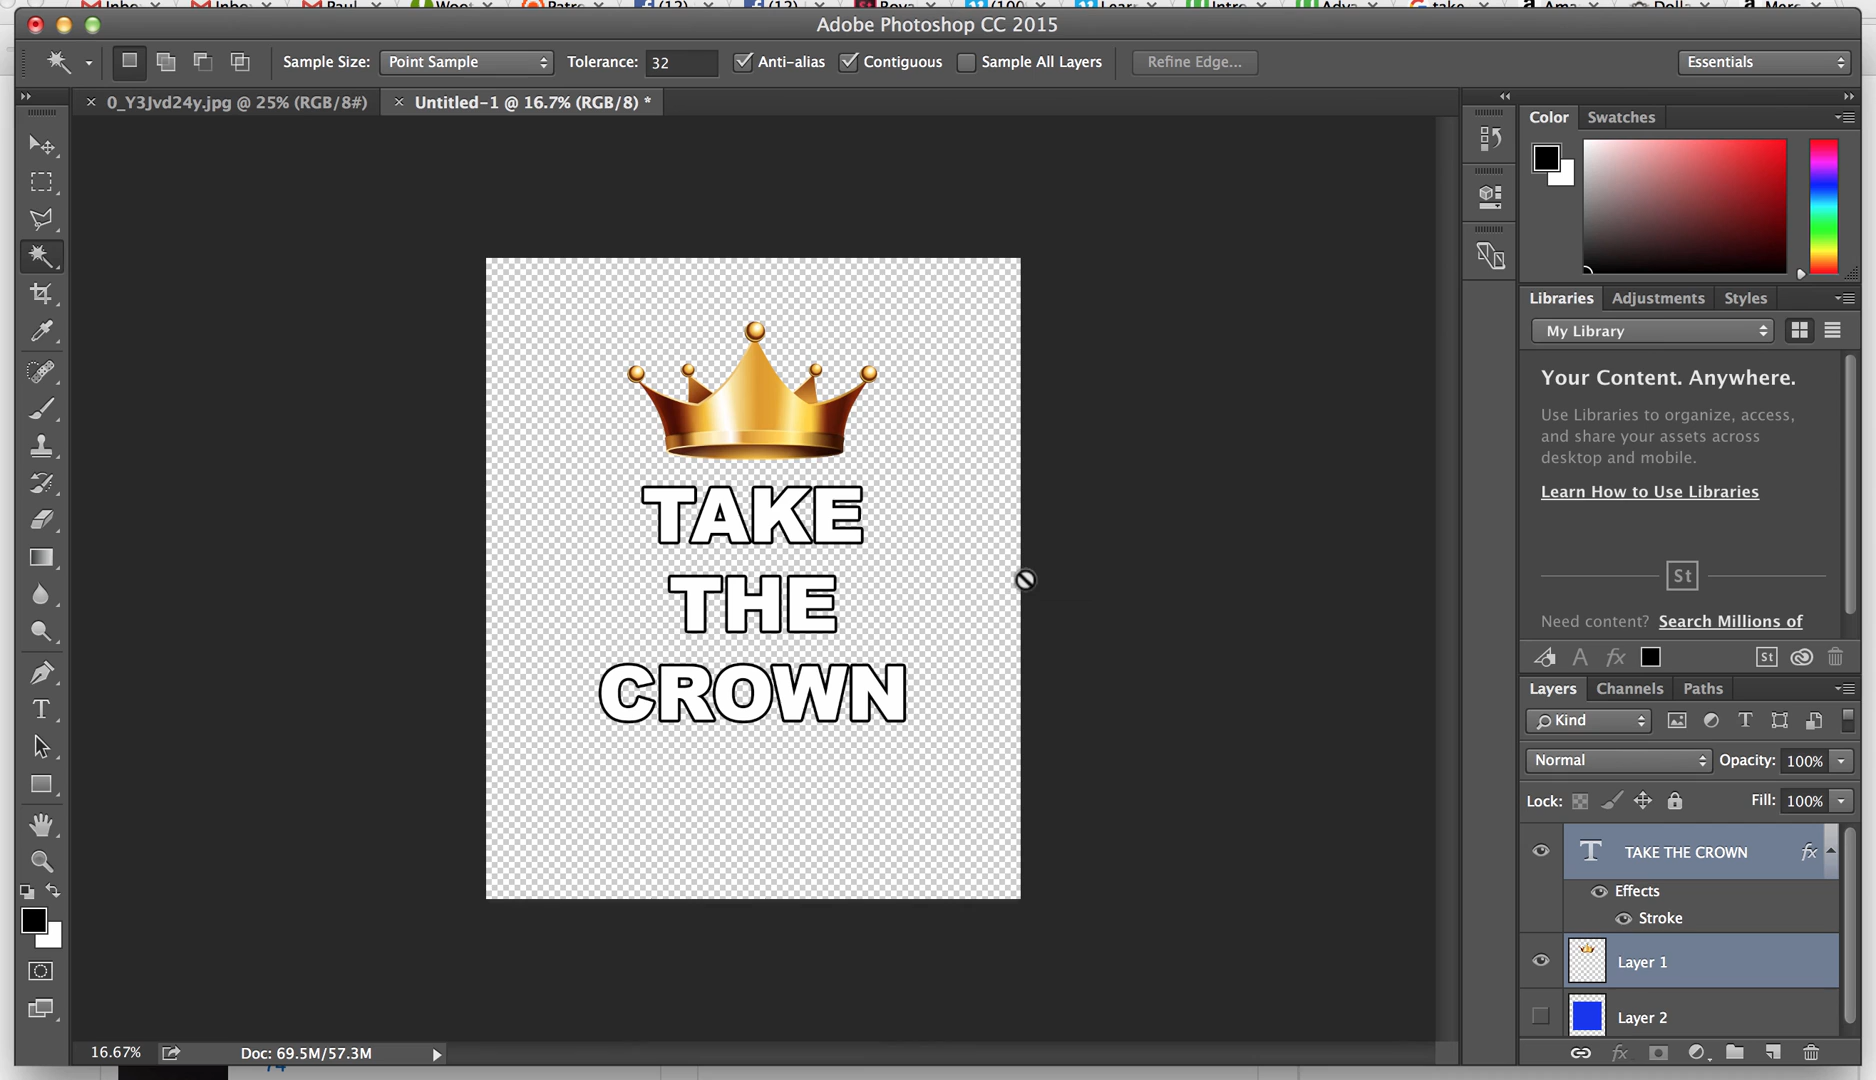 Adobe Photoshop CC 2015
Sample Size: Point Sample Tolerance: 32 Anti-alias Contiguous Sample All Layers Refine Edge... Essentials
0_Y3Jvd24y.jpg @ 25% (RGB/8#) Untitled-1 @ 16.7% (RGB/8) *
Color Swatches
Libraries Adjustments Styles
My Library
Your Content. Anywhere.
Use Libraries to organize, access,
and share your assets across
desktop and mobile.
Learn How to Use Libraries
St
Need content? Search Millions of
St
TAKE
THE
CROWN
Layers Channels Paths
Kind
Normal Opacity: 100%
Lock: Fill: 100%
T TAKE THE CROWN fx
Effects
Stroke
Layer 1
Layer 2
fx
16.67% Doc: 69.5M/57.3M